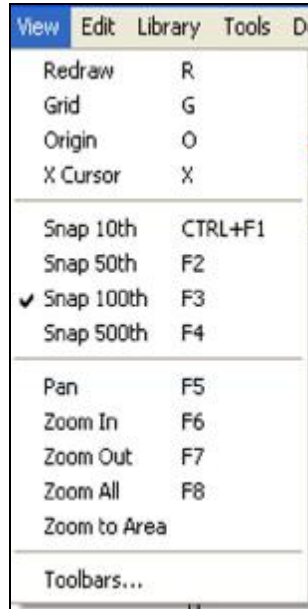 View Edit Library Tools D
Redraw R
Grid G
Origin O
X Cursor X
Snap 10th CTRL+F1
Snap 50th F2
✓ Snap 100th F3
Snap 500th F4
Pan F5
Zoom In F6
Zoom Out F7
Zoom All F8
Zoom to Area
Toolbars...